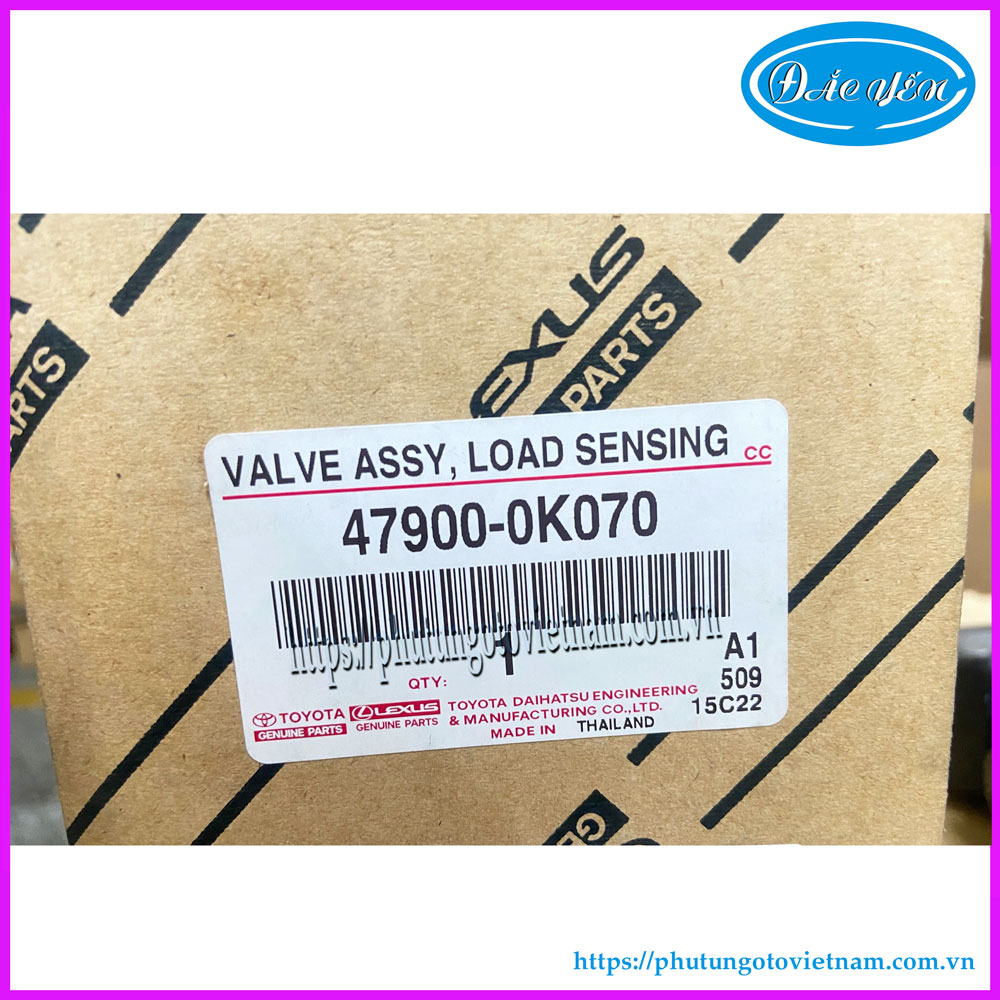 ĐẮC YẾN
LEXUS
PARTS
PARTS
VALVE ASSY, LOAD SENSING CC
47900-0K070
https://phutungotovietnam.com.vn
1
QTY:
A1
509
15C22
TOYOTA
GENUINE PARTS
LEXUS
GENUINE PARTS
TOYOTA DAIHATSU ENGINEERING
& MANUFACTURING CO.,LTD.
MADE IN THAILAND
https://phutungotovietnam.com.vn